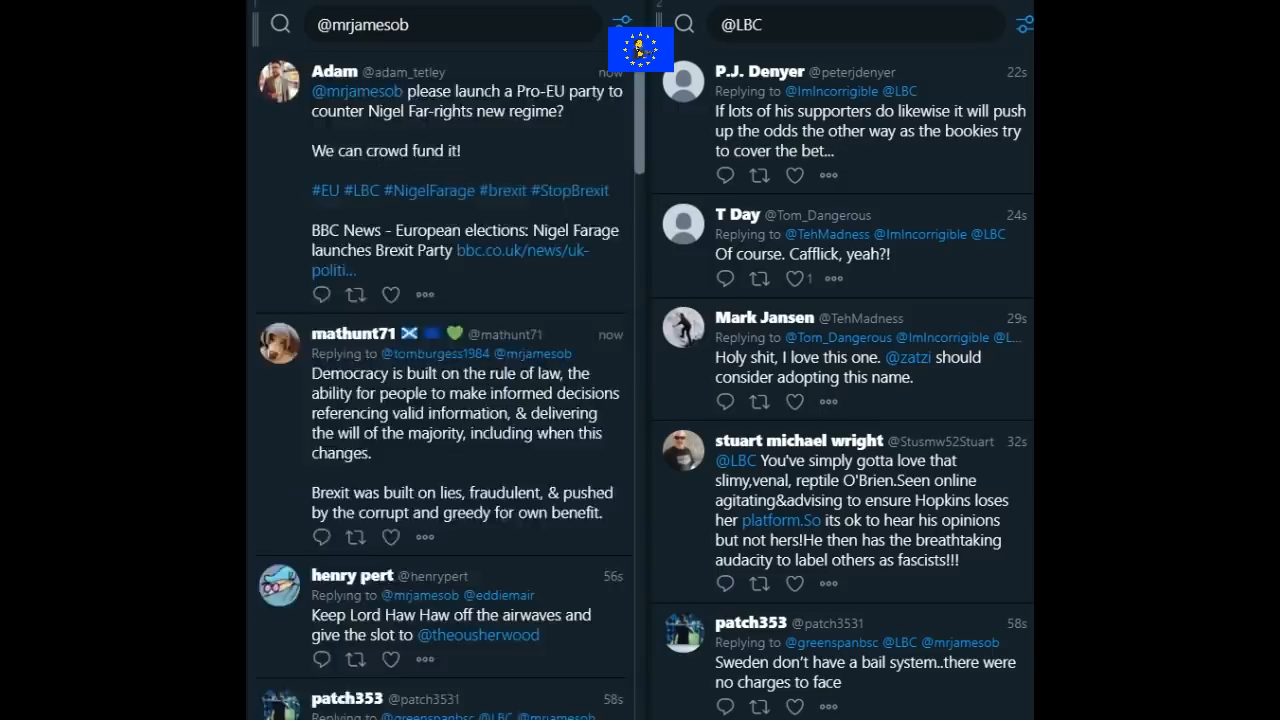 @mrjamesob
Adam @adam_tetley now
@mrjamesob please launch a Pro-EU party to
counter Nigel Far-rights new regime?
We can crowd fund it!
#EU #LBC #NigelFarage #brexit #StopBrexit
BBC News - European elections: Nigel Farage
launches Brexit Party bbc.co.uk/news/uk-
politi...
mathunt71 @mathunt71 now
Replying to @tomburgess1984 @mrjamesob
Democracy is built on the rule of law, the
ability for people to make informed decisions
referencing valid information, & delivering
the will of the majority, including when this
changes.
Brexit was built on lies, fraudulent, & pushed
by the corrupt and greedy for own benefit.
henry pert @henrypert 56s
Replying to @mrjamesob @eddiemair
Keep Lord Haw Haw off the airwaves and
give the slot to @theousherwood
patch353 @patch3531 58s
Replying to @greenspanbsc @LBC @mrjamesob
@LBC
P.J. Denyer @peterjdenyer 22s
Replying to @ImIncorrigible @LBC
If lots of his supporters do likewise it will push
up the odds the other way as the bookies try
to cover the bet...
T Day @Tom_Dangerous 24s
Replying to @TehMadness @ImIncorrigible @LBC
Of course. Cafflick, yeah?!
1
Mark Jansen @TehMadness 29s
Replying to @Tom_Dangerous @ImIncorrigible @L...
Holy shit, I love this one. @zatzi should
consider adopting this name.
stuart michael wright @Stusmw52Stuart 32s
@LBC You've simply gotta love that
slimy,venal, reptile O'Brien.Seen online
agitating&advising to ensure Hopkins loses
her platform.So its ok to hear his opinions
but not hers!He then has the breathtaking
audacity to label others as fascists!!!
patch353 @patch3531 58s
Replying to @greenspanbsc @LBC @mrjamesob
Sweden don't have a bail system..there were
no charges to face